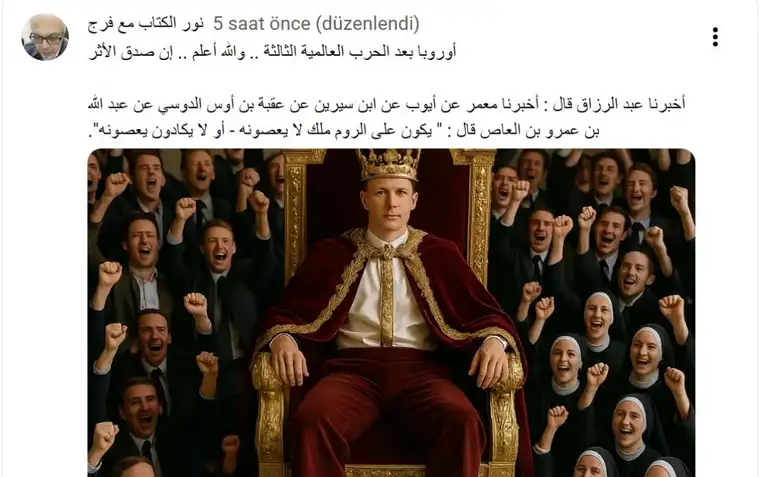 نور الكتاب مع فرج 5 saat önce (düzenlendi)
أوروبا بعد الحرب العالمية الثالثة .. والله أعلم .. إن صدق الأثر
أخبرنا عبد الرزاق قال : أخبرنا معمر عن أيوب عن ابن سيرين عن عقبة بن أوس الدوسي عن عبد الله
بن عمرو بن العاص قال : " يكون على الروم ملك لا يعصونه - أو لا يكادون يعصونه".